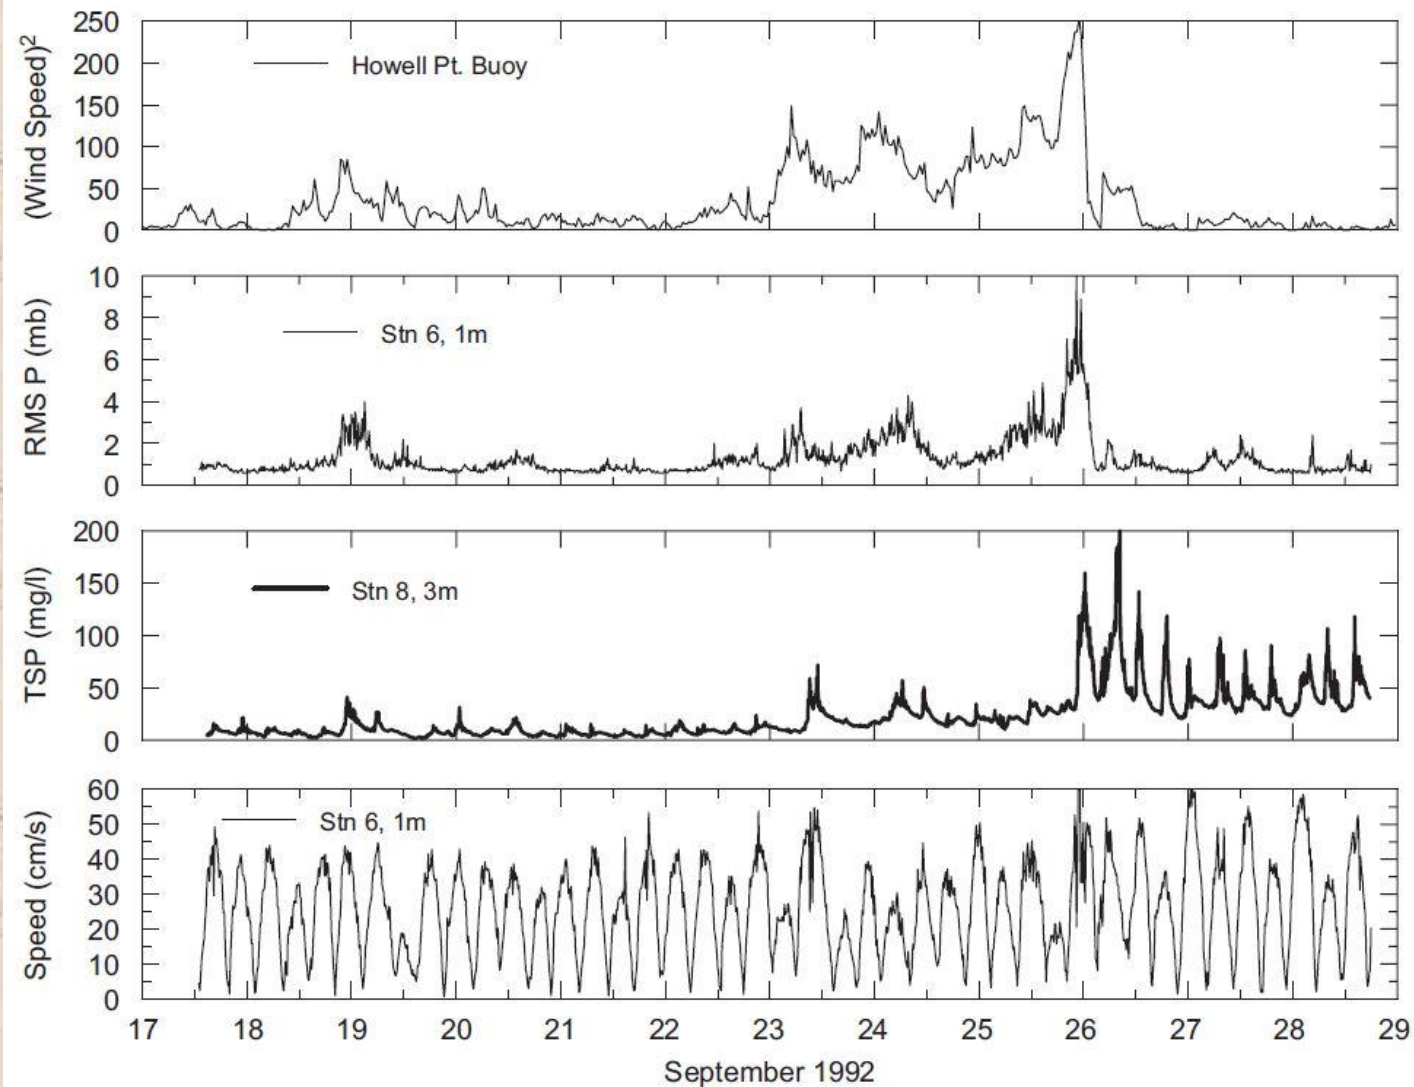 (Wind Speed)²
250
200
150
100
50
0
Howell Pt. Buoy
RMS P (mb)
10
8
6
4
2
0
Stn 6, 1m
TSP (mg/l)
200
150
100
50
0
Stn 8, 3m
Speed (cm/s)
60
50
40
30
20
10
0
Stn 6, 1m
17 18 19 20 21 22 23 24 25 26 27 28 29
September 1992